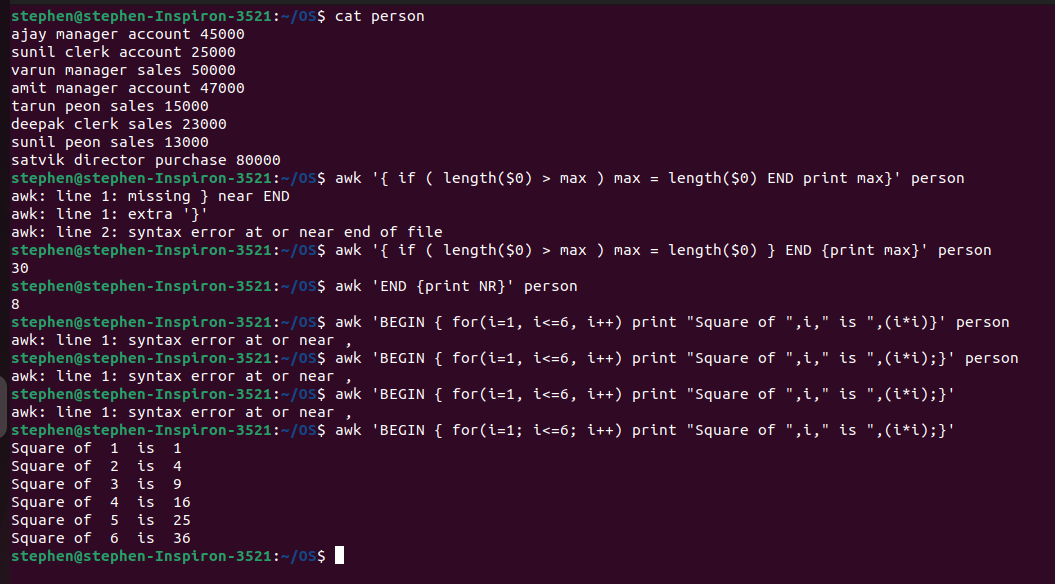 stephen@stephen-Inspiron-3521:~/OS$ cat person
ajay manager account 45000
sunil clerk account 25000
varun manager sales 50000
amit manager account 47000
tarun peon sales 15000
deepak clerk sales 23000
sunil peon sales 13000
satvik director purchase 80000
stephen@stephen-Inspiron-3521:~/OS$ awk '{ if ( length($0) > max ) max = length($0) END print max}' person
awk: line 1: missing } near END
awk: line 1: extra '}'
awk: line 2: syntax error at or near end of file
stephen@stephen-Inspiron-3521:~/OS$ awk '{ if ( length($0) > max ) max = length($0) } END {print max}' person
30
stephen@stephen-Inspiron-3521:~/OS$ awk 'END {print NR}' person
8
stephen@stephen-Inspiron-3521:~/OS$ awk 'BEGIN { for(i=1, i<=6, i++) print "Square of ",i," is ",(i*i)}' person
awk: line 1: syntax error at or near ,
stephen@stephen-Inspiron-3521:~/OS$ awk 'BEGIN { for(i=1, i<=6, i++) print "Square of ",i," is ",(i*i);}' person
awk: line 1: syntax error at or near ,
stephen@stephen-Inspiron-3521:~/OS$ awk 'BEGIN { for(i=1, i<=6, i++) print "Square of ",i," is ",(i*i);}'
awk: line 1: syntax error at or near ,
stephen@stephen-Inspiron-3521:~/OS$ awk 'BEGIN { for(i=1; i<=6; i++) print "Square of ",i," is ",(i*i);}'
Square of  1  is  1
Square of  2  is  4
Square of  3  is  9
Square of  4  is  16
Square of  5  is  25
Square of  6  is  36
stephen@stephen-Inspiron-3521:~/OS$